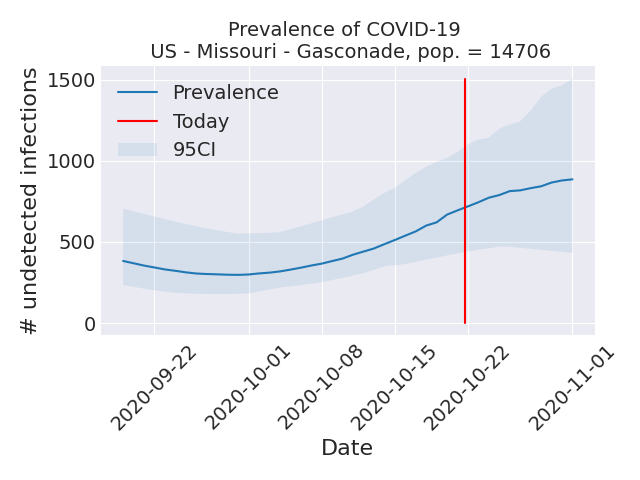 Prevalence of COVID-19
US - Missouri - Gasconade, pop. = 14706
# undetected infections
1500
1000
500
0
Prevalence
Today
95CI
2020-09-22
2020-10-01
2020-10-08
2020-10-15
2020-10-22
2020-11-01
Date